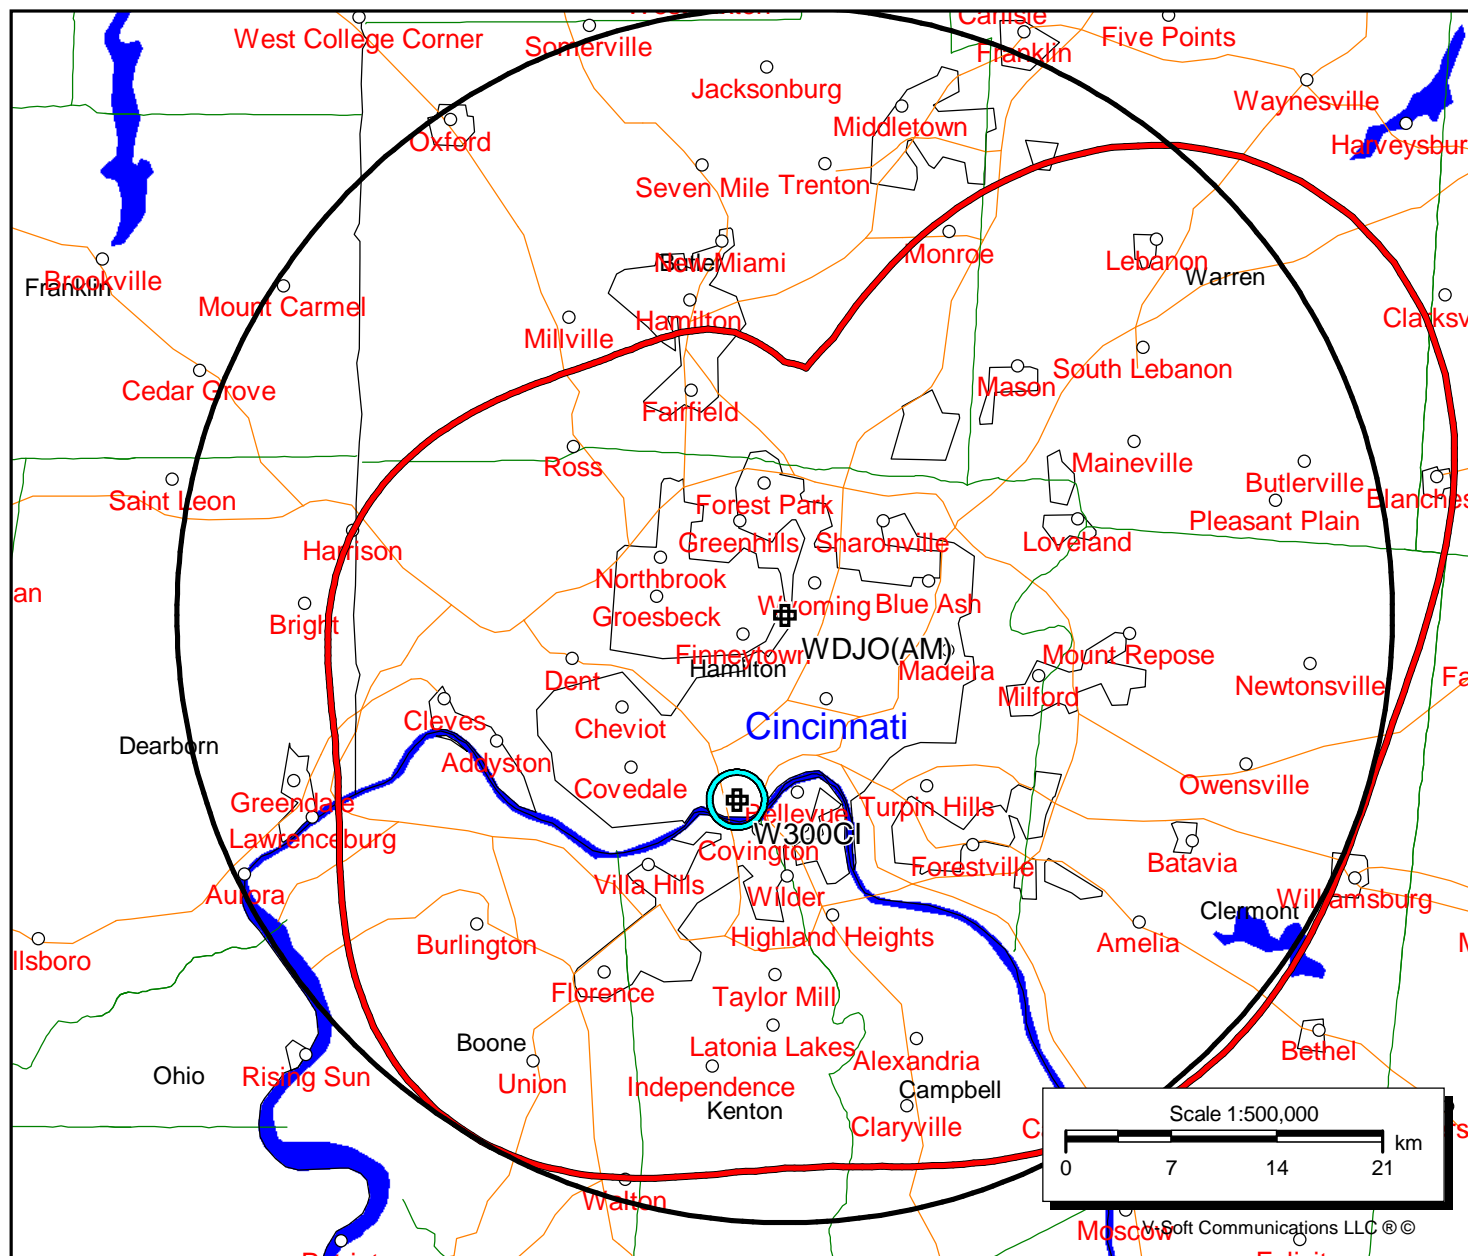 Carlisle
West College Corner
Somerville
Franklin
Five Points
Jacksonburg
Waynesville
Middletown
Oxford
Harveysbur
Seven Mile
Trenton
Monroe
Lebanon
New Miami
Butler
Warren
Brookville
Franklin
Mount Carmel
Hamilton
Clarksv
Millville
South Lebanon
Mason
Cedar Grove
Fairfield
Ross
Maineville
Butlerville
Saint Leon
Forest Park
Blanches
Pleasant Plain
Harrison
Greenhills
Sharonville
Loveland
Northbrook
an
Groesbeck
Wyoming
Blue Ash
Bright
Finneytown
WDJO(AM)
Hamilton
Madeira
Mount Repose
Dent
Milford
Newtonsville
Fa
Cleves
Cheviot
Cincinnati
Dearborn
Addyston
Covedale
Owensville
Greendale
Bellevue
Turpin Hills
Lawrenceburg
W300CI
Covington
Forestville
Batavia
Villa Hills
Wilder
Aurora
Williamsburg
Clermont
Burlington
Highland Heights
Amelia
llsboro
M
Florence
Taylor Mill
Boone
Latonia Lakes
Alexandria
Bethel
Ohio
Rising Sun
Union
Independence
Campbell
Kenton
Claryville
Scale 1:500,000
km
0 7 14 21
Walton
Moscow
V-Soft Communications LLC ® ©